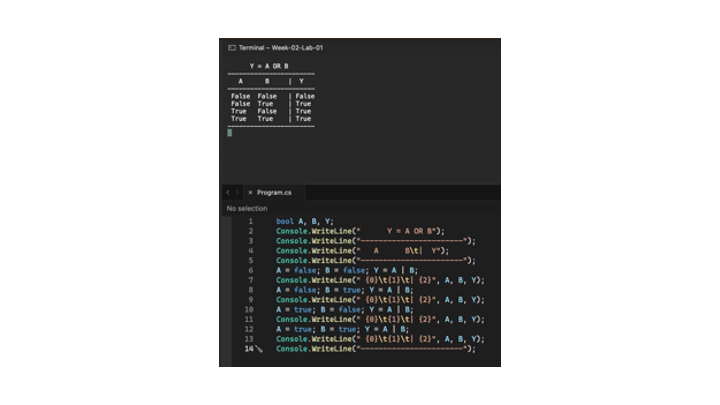 Terminal – Week-02-Lab-01
Y = A OR B
-----------------------
A B | Y
-----------------------
False False | False
False True | True
True False | True
True True | True
-----------------------
< > × Program.cs
No selection
1 bool A, B, Y;
2 Console.WriteLine("      Y = A OR B");
3 Console.WriteLine("-----------------------");
4 Console.WriteLine("   A      B\t|  Y");
5 Console.WriteLine("-----------------------");
6 A = false; B = false; Y = A | B;
7 Console.WriteLine(" {0}\t{1}\t| {2}", A, B, Y);
8 A = false; B = true; Y = A | B;
9 Console.WriteLine(" {0}\t{1}\t| {2}", A, B, Y);
10 A = true; B = false; Y = A | B;
11 Console.WriteLine(" {0}\t{1}\t| {2}", A, B, Y);
12 A = true; B = true; Y = A | B;
13 Console.WriteLine(" {0}\t{1}\t| {2}", A, B, Y);
14 Console.WriteLine("-----------------------");